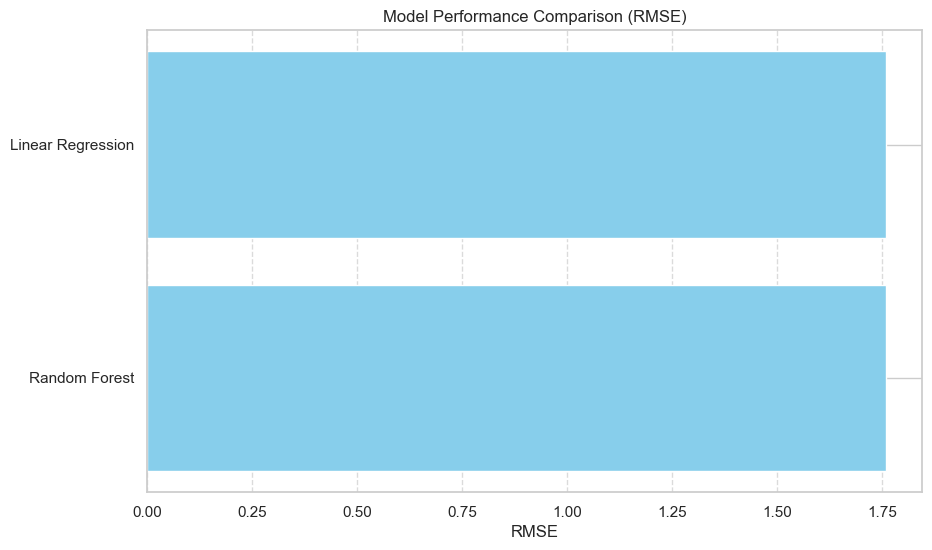 Model Performance Comparison (RMSE)
Linear Regression
Random Forest
0.00 0.25 0.50 0.75 1.00 1.25 1.50 1.75
RMSE